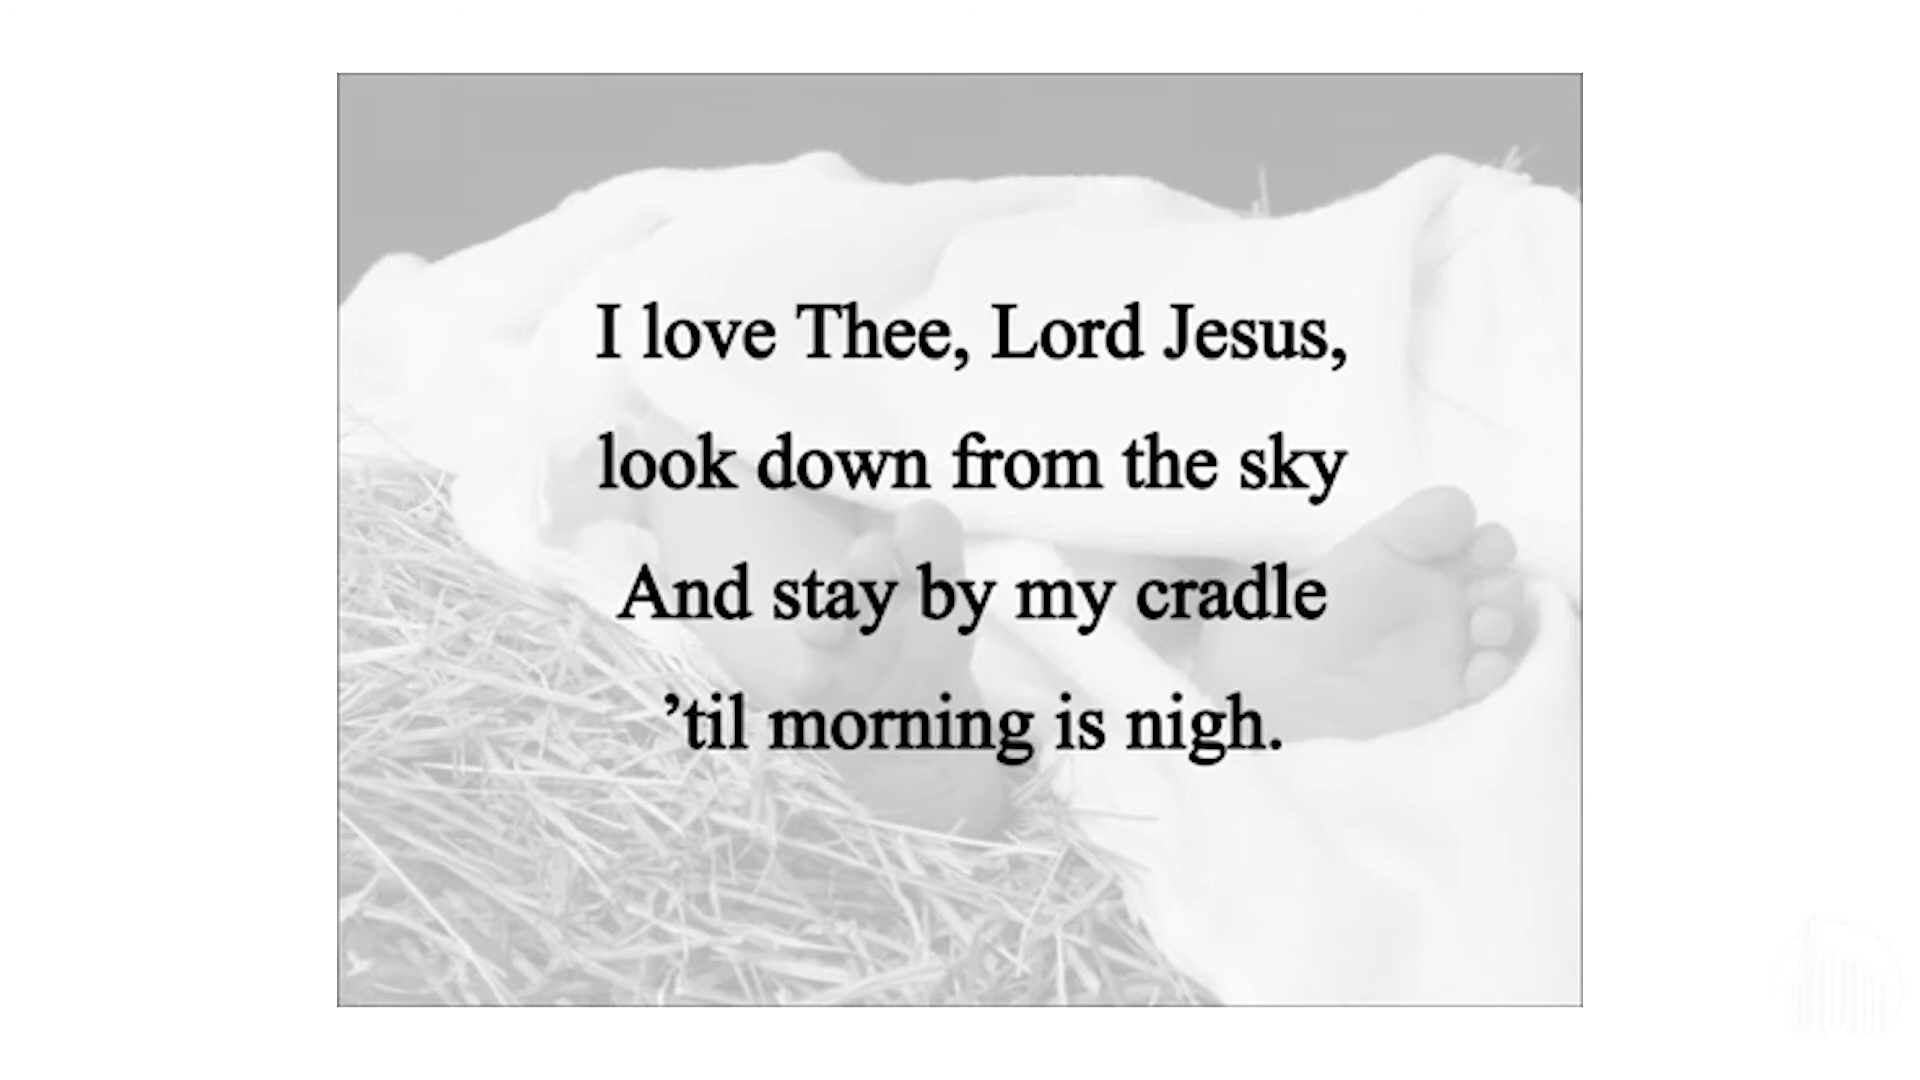 I love Thee, Lord Jesus,
look down from the sky
And stay by my cradle
’til morning is nigh.